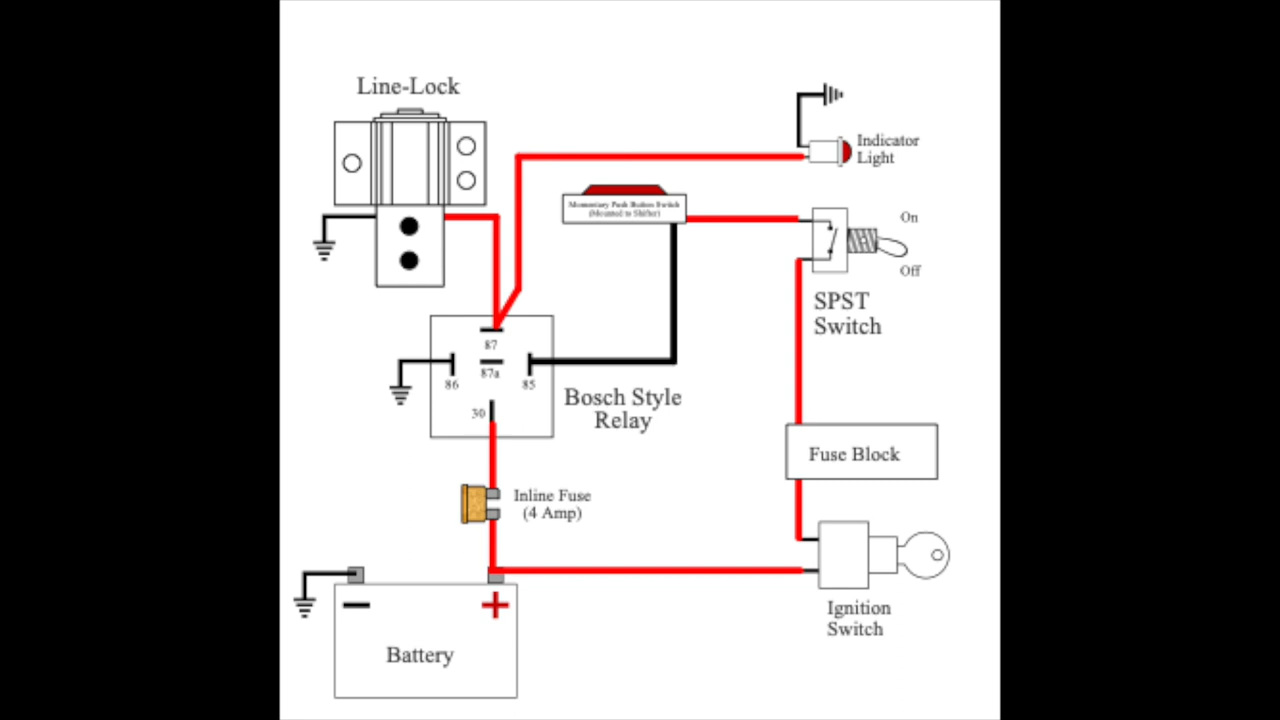 Line-Lock
Indicator
Light
Momentary Push Button Switch
(Mounted to Shifter)
On
Off
SPST
Switch
87
87a
86
85
30
Bosch Style
Relay
Fuse Block
Inline Fuse
(4 Amp)
Ignition
Switch
Battery